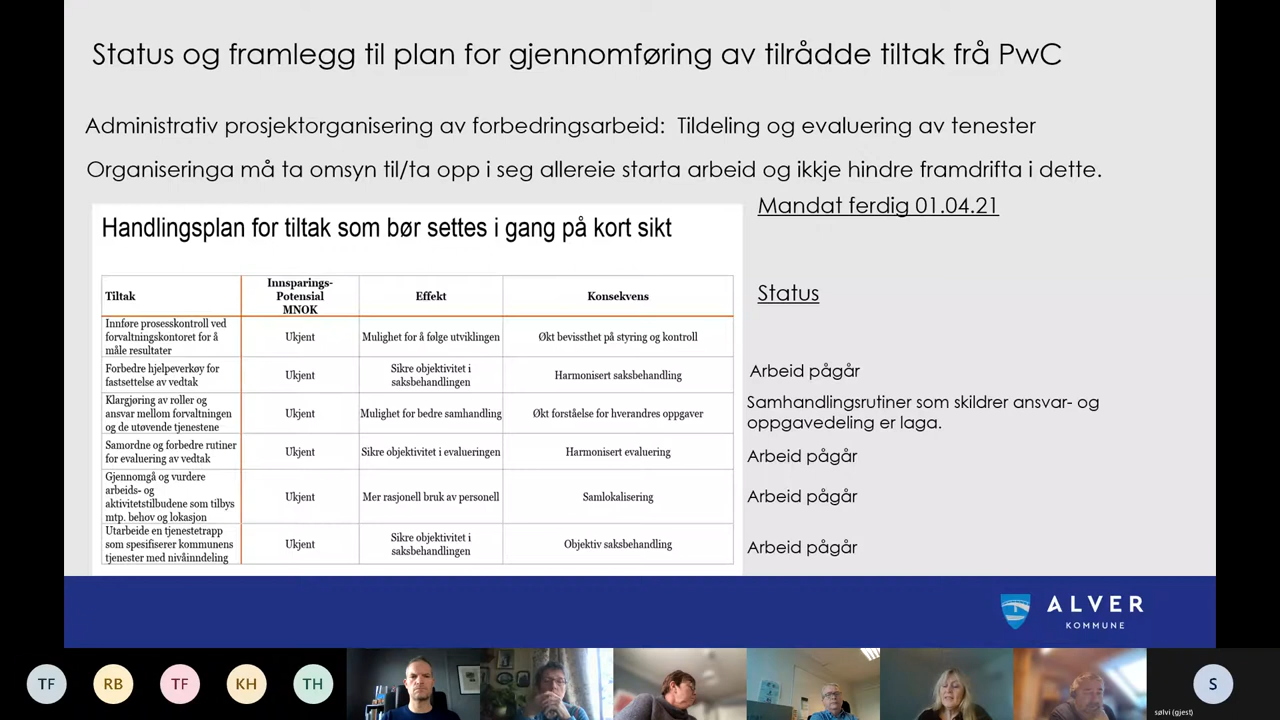 Status og framlegg til plan for gjennomføring av tilrådde tiltak frå PwC
Administrativ prosjektorganisering av forbedringsarbeid: Tildeling og evaluering av tenester
Organiseringa må ta omsyn til/ta opp i seg allereie starta arbeid og ikkje hindre framdrifta i dette.
Mandat ferdig 01.04.21
Handlingsplan for tiltak som bør settes i gang på kort sikt
Status
Tiltak
Innsparings-
Potensial
MNOK
Effekt
Konsekvens
Innføre prosesskontroll ved
forvaltningskontoret for å
måle resultater
Ukjent
Mulighet for å følge utviklingen
Økt bevissthet på styring og kontroll
Forbedre hjelpeverkøy for
fastsettelse av vedtak
Ukjent
Sikre objektivitet i
saksbehandlingen
Harmonisert saksbehandling
Arbeid pågår
Klargjøring av roller og
ansvar mellom forvaltningen
og de utøvende tjenestene
Ukjent
Mulighet for bedre samhandling
Økt forståelse for hverandres oppgaver
Samhandlingsrutiner som skildrer ansvar- og
oppgavedeling er laga.
Samordne og forbedre rutiner
for evaluering av vedtak
Ukjent
Sikre objektivitet i evalueringen
Harmonisert evaluering
Arbeid pågår
Gjennomgå og vurdere
arbeids- og
aktivitetstilbudene som tilbys
mtp. behov og lokasjon
Ukjent
Mer rasjonell bruk av personell
Samlokalisering
Arbeid pågår
Utarbeide en tjenestetrapp
som spesifiserer kommunens
tjenester med nivåinndeling
Ukjent
Sikre objektivitet i
saksbehandlingen
Objektiv saksbehandling
Arbeid pågår
ALVER
KOMMUNE
TF
RB
TF
KH
TH
S
sølvi (gjest)